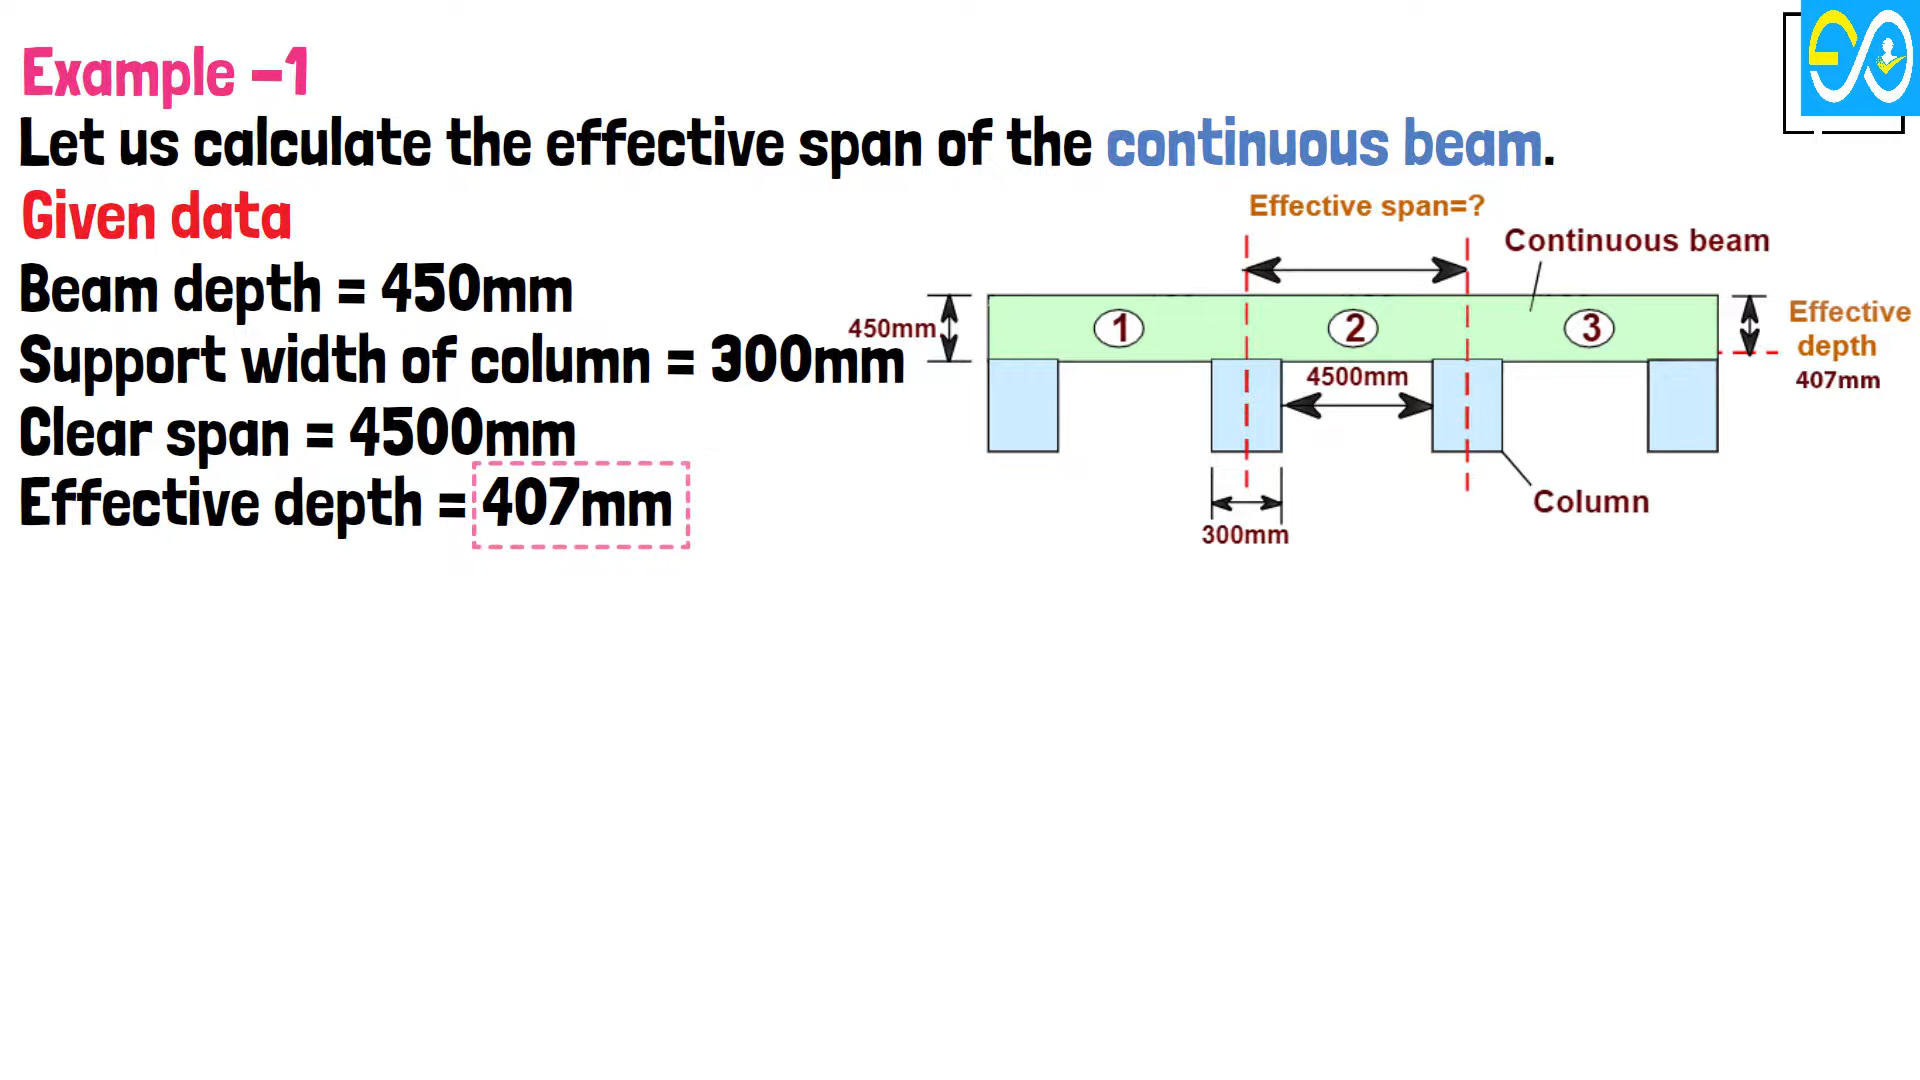 Example -1
Let us calculate the effective span of the continuous beam.
Given data
Beam depth = 450mm
Support width of column = 300mm
Clear span = 4500mm
Effective depth = 407mm
Effective span=?
Continuous beam
450mm
1
2
3
Effective
depth
407mm
4500mm
Column
300mm